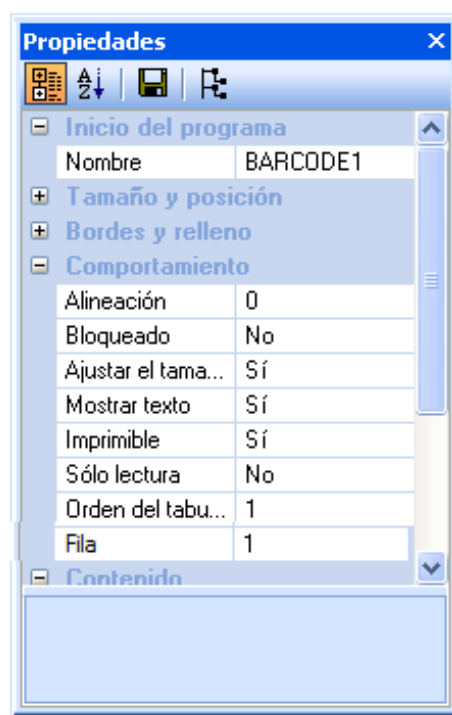 Propiedades
Inicio del programa
Nombre BARCODE1
Tamaño y posición
Bordes y relleno
Comportamiento
Alineación 0
Bloqueado No
Ajustar el tama... Sí
Mostrar texto Sí
Imprimible Sí
Sólo lectura No
Orden del tabu... 1
Fila 1
Contenido